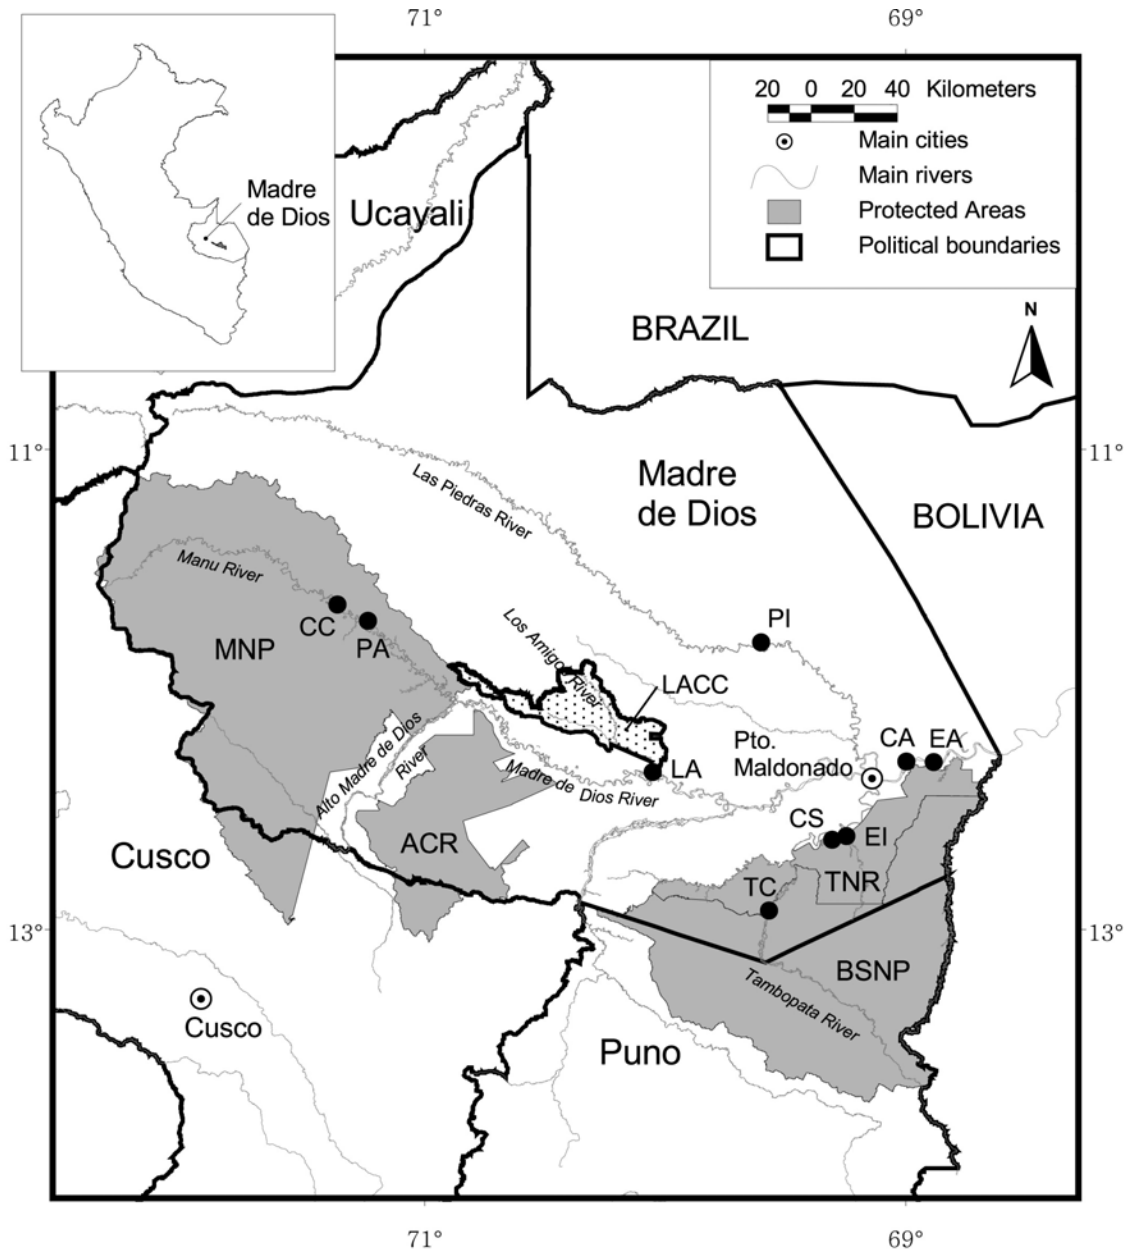 71°
69°
20 0 20 40 Kilometers
Main cities
Main rivers
Protected Areas
Political boundaries
Madre
de Dios
Ucayali
BRAZIL
N
11°
11°
Madre
de Dios
BOLIVIA
Las Piedras River
Manu River
CC
PA
MNP
Los Amigos River
PI
LACC
CA
EA
Pto.
Maldonado
LA
Alto Madre de Dios
River
Madre de Dios River
CS
EI
ACR
Cusco
TC
TNR
13°
13°
BSNP
Tambopata River
Cusco
Puno
71°
69°